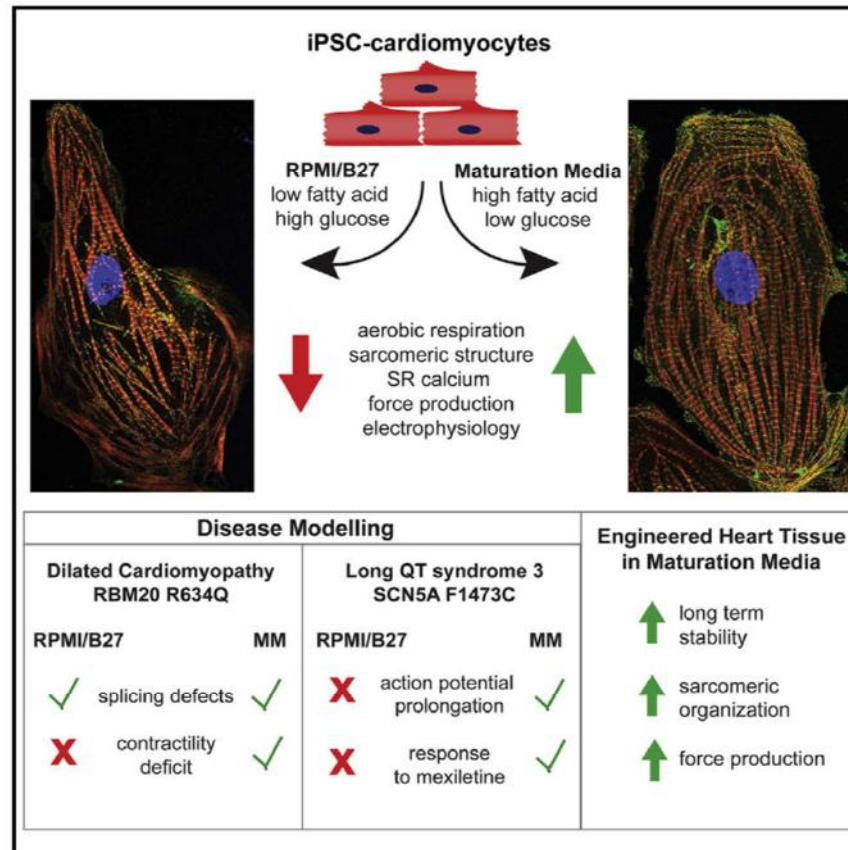 iPSC-cardiomyocytes
RPMI/B27
low fatty acid
high glucose
Maturation Media
high fatty acid
low glucose
aerobic respiration
sarcomeric structure
SR calcium
force production
electrophysiology
Disease Modelling
Dilated Cardiomyopathy
RBM20 R634Q
RPMI/B27 MM
splicing defects
contractility
deficit
Long QT syndrome 3
SCN5A F1473C
RPMI/B27 MM
action potential
prolongation
response
to mexiletine
Engineered Heart Tissue
in Maturation Media
long term
stability
sarcomeric
organization
force production